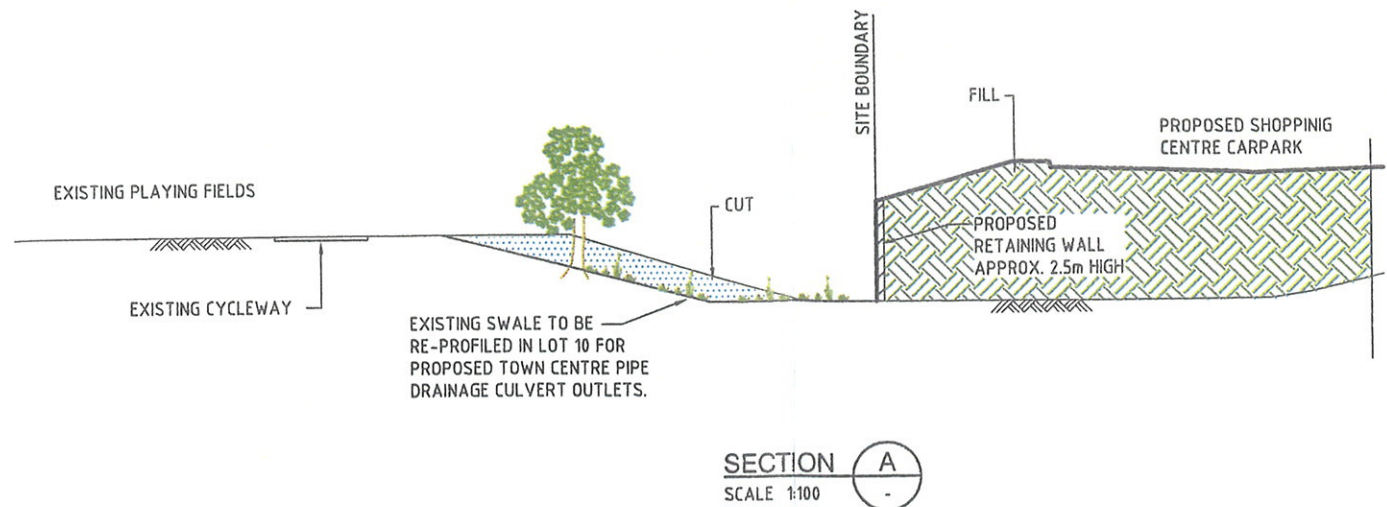 SITE BOUNDARY
FILL
PROPOSED SHOPPINIG
CENTRE CARPARK
EXISTING PLAYING FIELDS
CUT
PROPOSED
RETAINING WALL
APPROX. 2.5m HIGH
EXISTING CYCLEWAY
EXISTING SWALE TO BE
RE-PROFILED IN LOT 10 FOR
PROPOSED TOWN CENTRE PIPE
DRAINAGE CULVERT OUTLETS.
SECTION A
SCALE 1:100 -